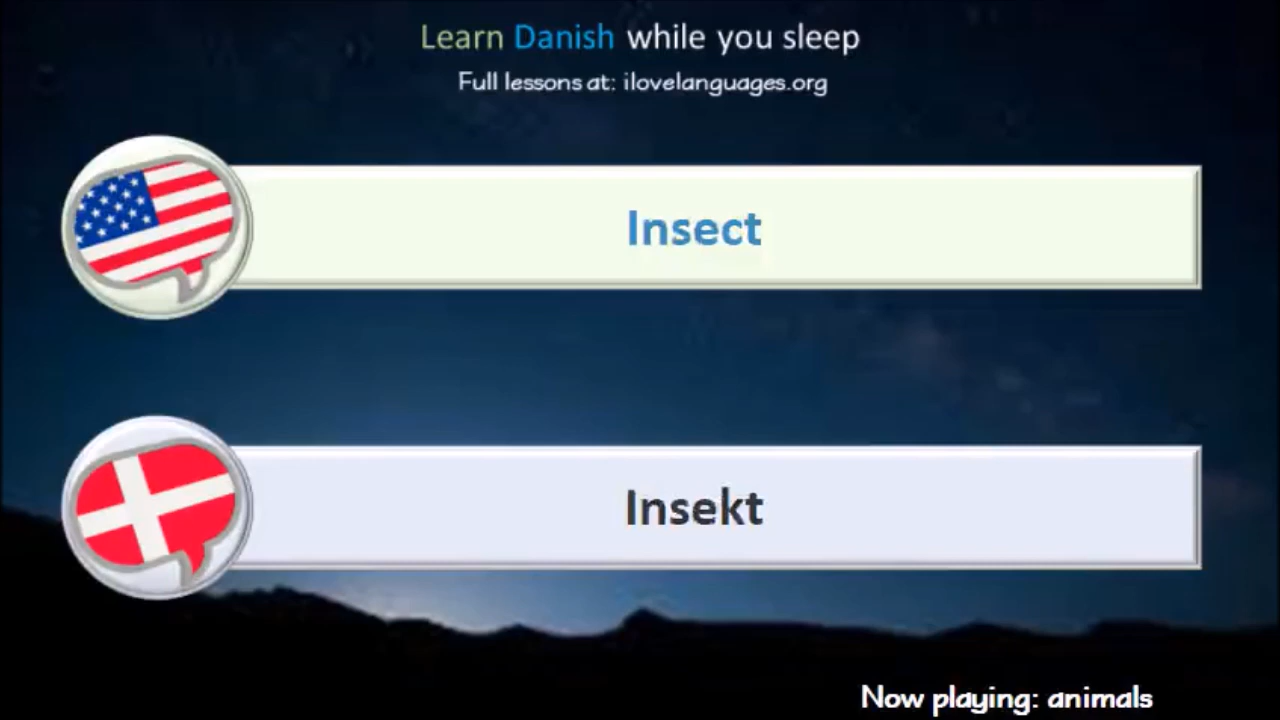 Learn Danish while you sleep
Full lessons at: ilovelanguages.org
Insect
Insekt
Now playing: animals